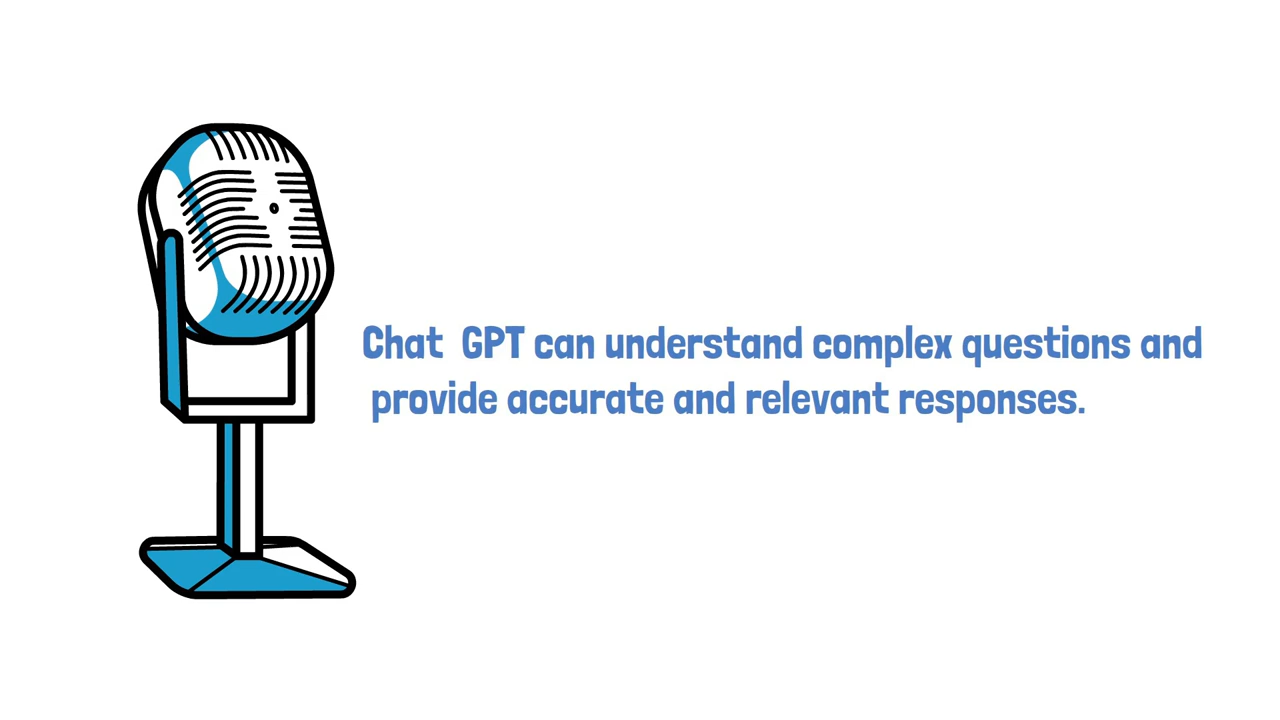 Chat GPT can understand complex questions and
provide accurate and relevant responses.